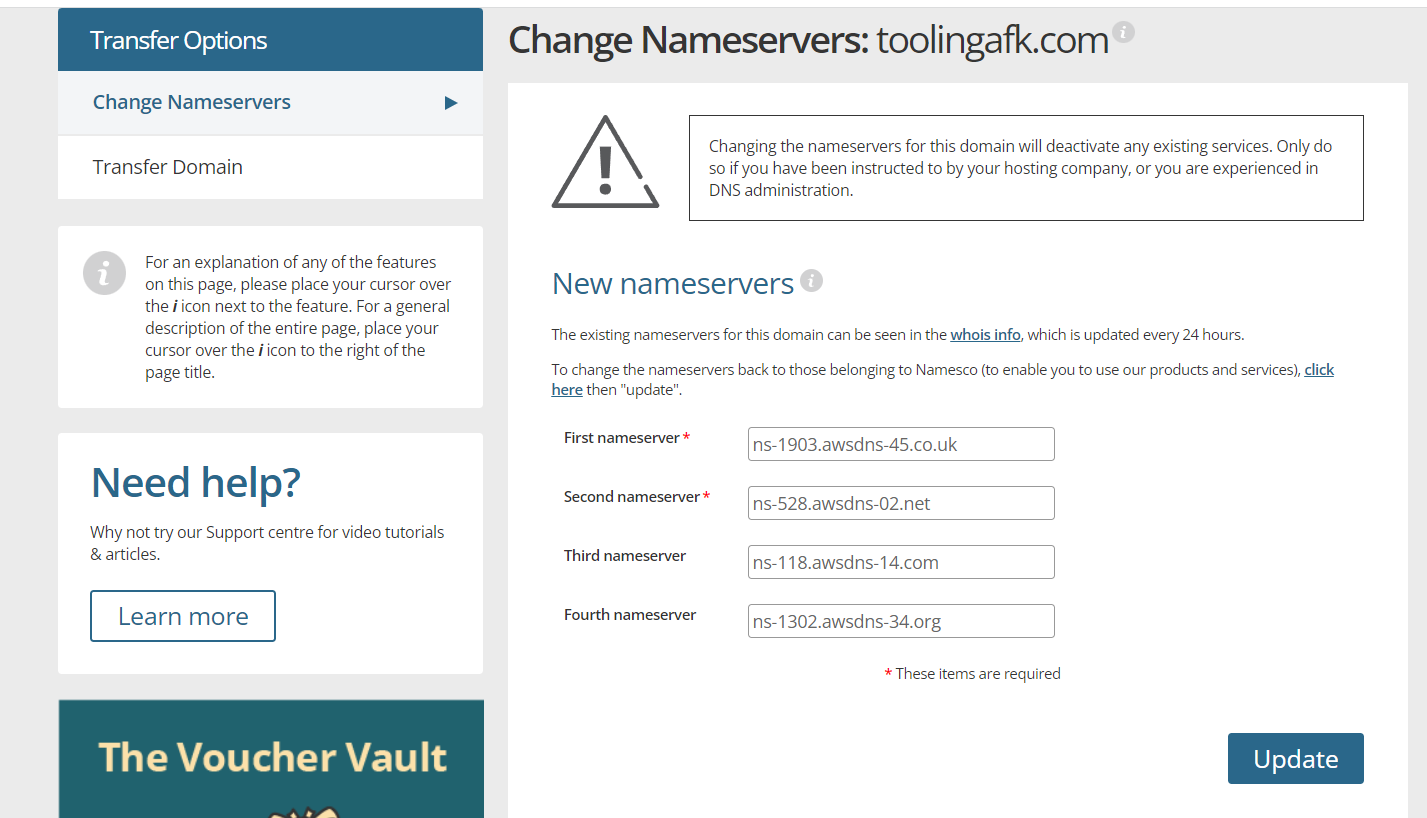 Transfer Options
Change Nameservers
Transfer Domain
For an explanation of any of the features
on this page, please place your cursor over
the i icon next to the feature. For a general
description of the entire page, place your
cursor over the i icon to the right of the
page title.
Need help?
Why not try our Support centre for video tutorials
& articles.
Learn more
The Voucher Vault
Change Nameservers: toolingafk.com i
!
Changing the nameservers for this domain will deactivate any existing services. Only do
so if you have been instructed to by your hosting company, or you are experienced in
DNS administration.
New nameservers i
The existing nameservers for this domain can be seen in the whois info, which is updated every 24 hours.
To change the nameservers back to those belonging to Namesco (to enable you to use our products and services), click
here then "update".
First nameserver * ns-1903.awsdns-45.co.uk
Second nameserver * ns-528.awsdns-02.net
Third nameserver ns-118.awsdns-14.com
Fourth nameserver ns-1302.awsdns-34.org
* These items are required
Update